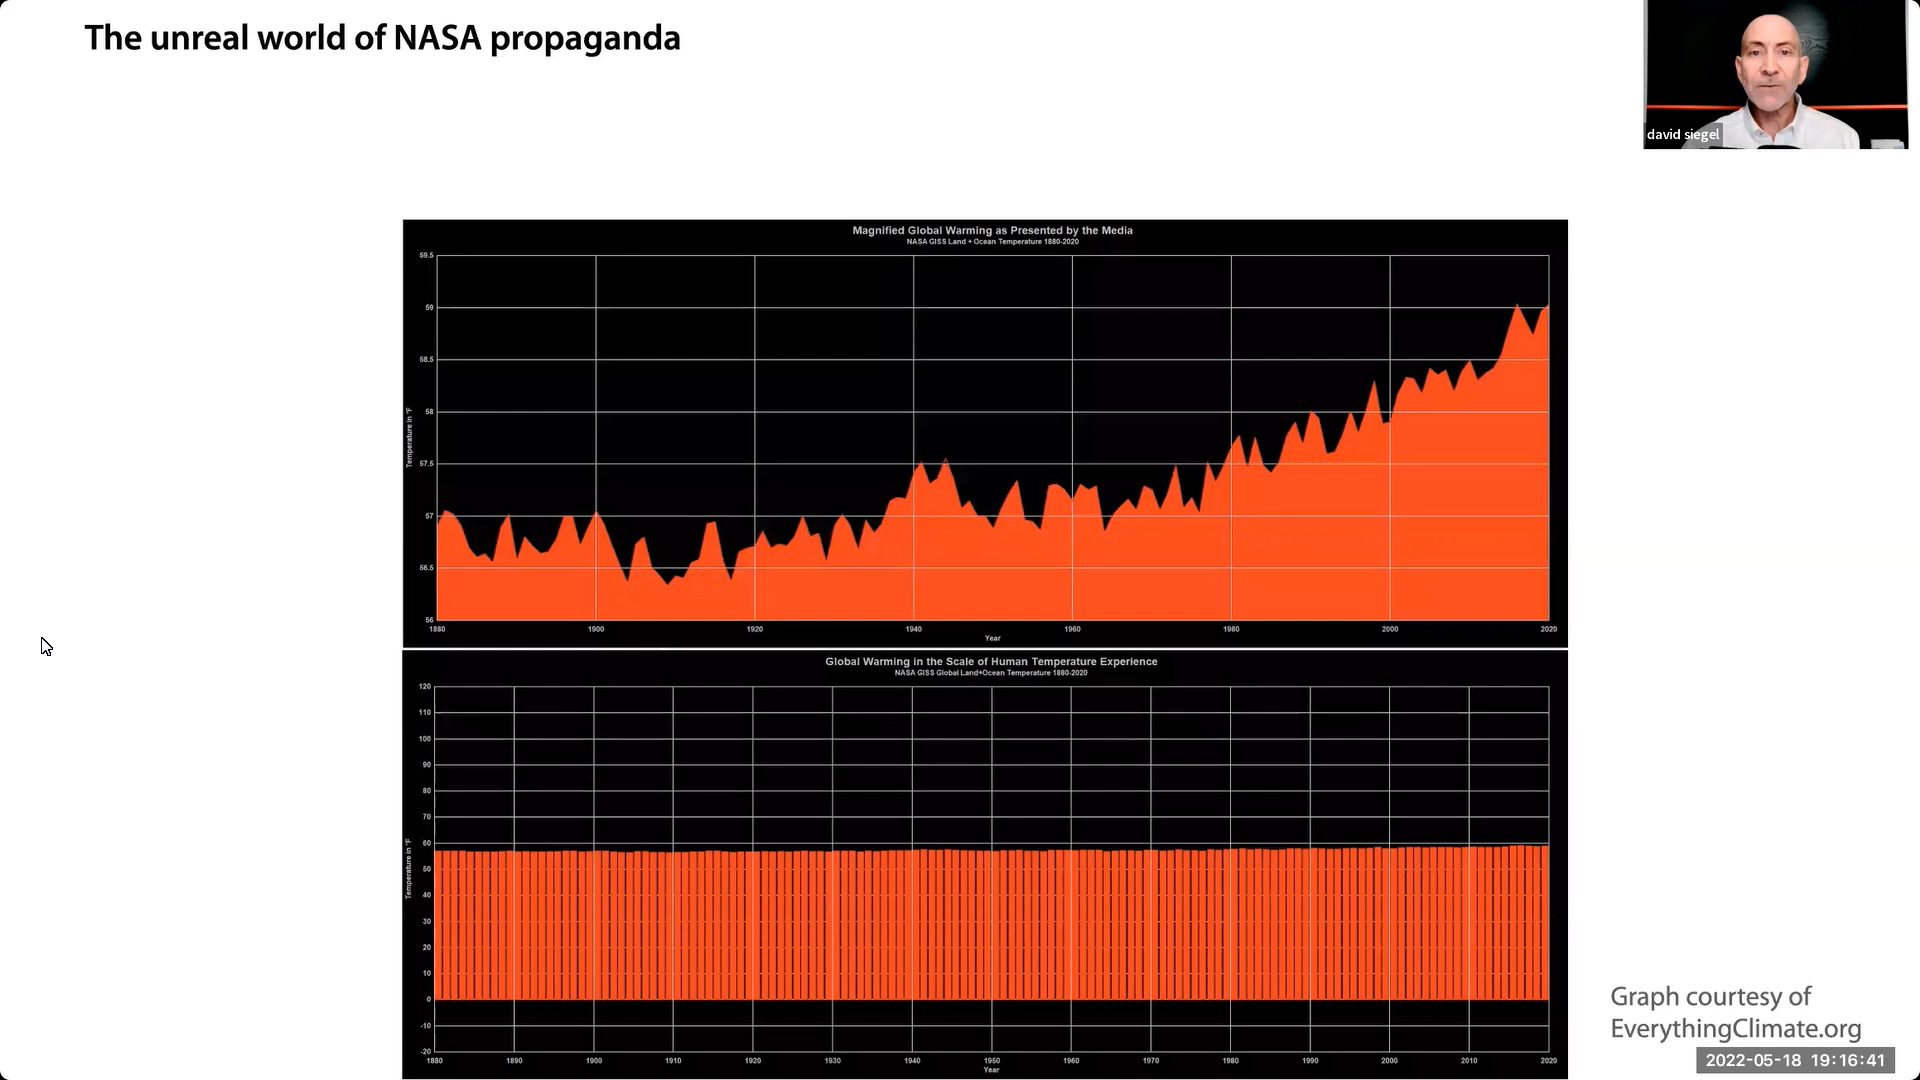 The unreal world of NASA propaganda
david siegel
Magnified Global Warming as Presented by the Media
NASA GISS Land + Ocean Temperature 1880-2020
59.5
59
58.5
58
57.5
57
56.5
56
Temperature in °F
1880 1900 1920 1940 1960 1980 2000 2020
Year
Global Warming in the Scale of Human Temperature Experience
NASA GISS Global Land+Ocean Temperature 1880-2020
120
110
100
90
80
70
60
50
40
30
20
10
0
-10
-20
Temperature in °F
1880 1890 1900 1910 1920 1930 1940 1950 1960 1970 1980 1990 2000 2010 2020
Year
Graph courtesy of
EverythingClimate.org
2022-05-18 19:16:41